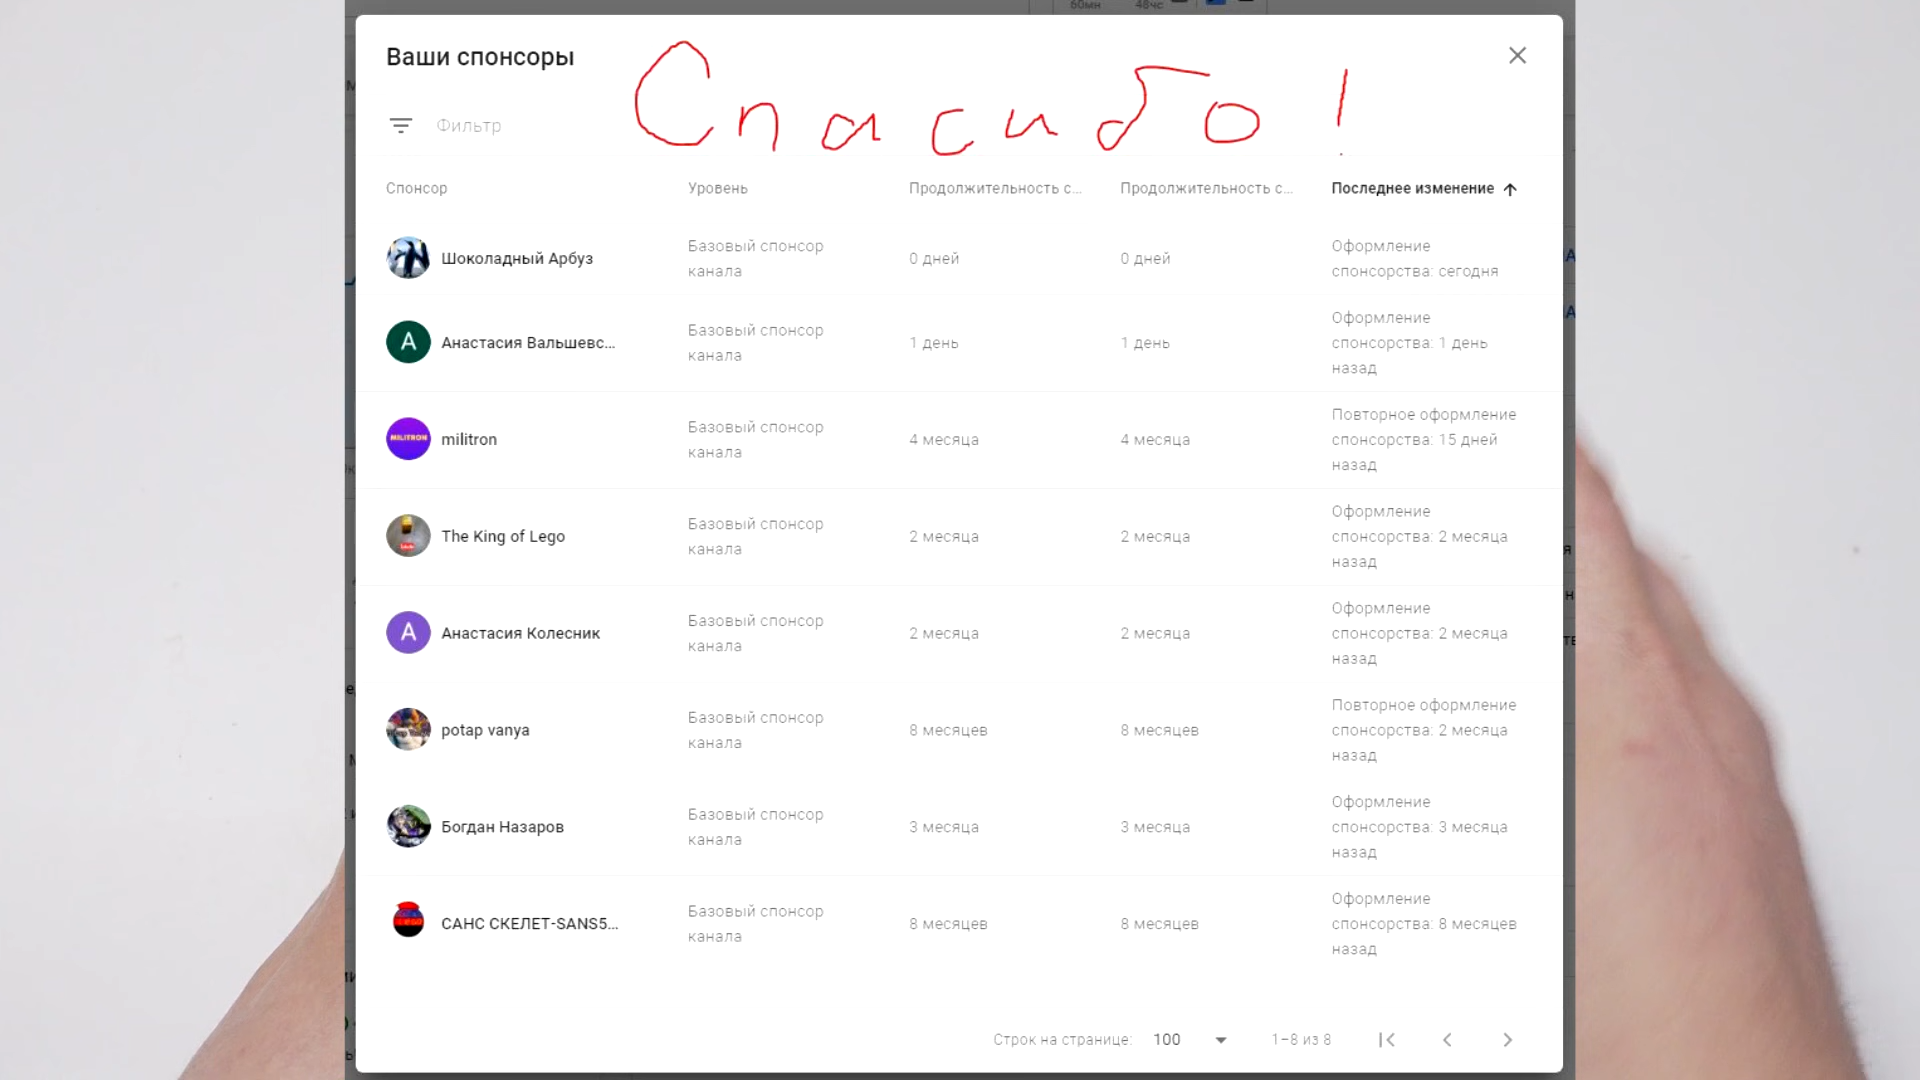 60мн 48чс
Ваши спонсоры
Спасибо!
Фильтр
Спонсор Уровень Продолжительность с... Продолжительность с... Последнее изменение
Шоколадный Арбуз Базовый спонсор канала 0 дней 0 дней Оформление спонсорства: сегодня
A Анастасия Вальшевс... Базовый спонсор канала 1 день 1 день Оформление спонсорства: 1 день назад
MILITRON militron Базовый спонсор канала 4 месяца 4 месяца Повторное оформление спонсорства: 15 дней назад
The King of Lego Базовый спонсор канала 2 месяца 2 месяца Оформление спонсорства: 2 месяца назад
А Анастасия Колесник Базовый спонсор канала 2 месяца 2 месяца Оформление спонсорства: 2 месяца назад
potap vanya Базовый спонсор канала 8 месяцев 8 месяцев Повторное оформление спонсорства: 2 месяца назад
Богдан Назаров Базовый спонсор канала 3 месяца 3 месяца Оформление спонсорства: 3 месяца назад
САНС СКЕЛЕТ-SANS5... Базовый спонсор канала 8 месяцев 8 месяцев Оформление спонсорства: 8 месяцев назад
Строк на странице: 100 1–8 из 8